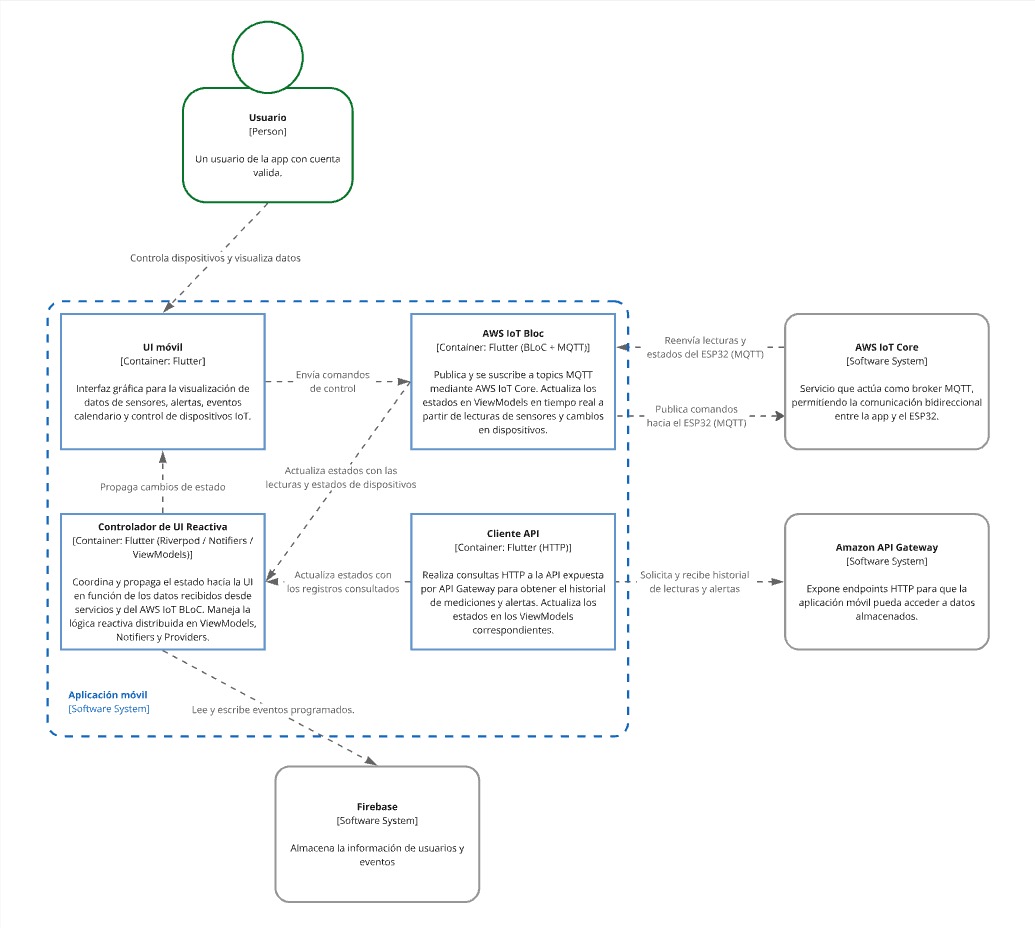 Usuario
[Person]
Un usuario de la app con cuenta
valida.
Controla dispositivos y visualiza datos
UI móvil
[Container: Flutter]
Interfaz gráfica para la visualización de
datos de sensores, alertas, eventos
calendario y control de dispositivos IoT.
Envía comandos
de control
AWS IoT Bloc
[Container: Flutter (BLoC + MQTT)]
Publica y se suscribe a topics MQTT
mediante AWS IoT Core. Actualiza los
estados en ViewModels en tiempo real a
partir de lecturas de sensores y cambios
en dispositivos.
Reenvía lecturas y
estados del ESP32 (MQTT)
Publica comandos
hacia el ESP32 (MQTT)
AWS IoT Core
[Software System]
Servicio que actúa como broker MQTT,
permitiendo la comunicación bidireccional
entre la app y el ESP32.
Propaga cambios de estado
Actualiza estados con las
lecturas y estados de dispositivos
Controlador de UI Reactiva
[Container: Flutter (Riverpod / Notifiers /
ViewModels)]
Coordina y propaga el estado hacia la UI
en función de los datos recibidos desde
servicios y del AWS IoT BLoC. Maneja la
lógica reactiva distribuida en ViewModels,
Notifiers y Providers.
Actualiza estados con
los registros consultados
Cliente API
[Container: Flutter (HTTP)]
Realiza consultas HTTP a la API expuesta
por API Gateway para obtener el historial
de mediciones y alertas. Actualiza los
estados en los ViewModels
correspondientes.
Solicita y recibe historial
de lecturas y alertas
Amazon API Gateway
[Software System]
Expone endpoints HTTP para que la
aplicación móvil pueda acceder a datos
almacenados.
Aplicación móvil
[Software System]
Lee y escribe eventos programados.
Firebase
[Software System]
Almacena la información de usuarios y
eventos